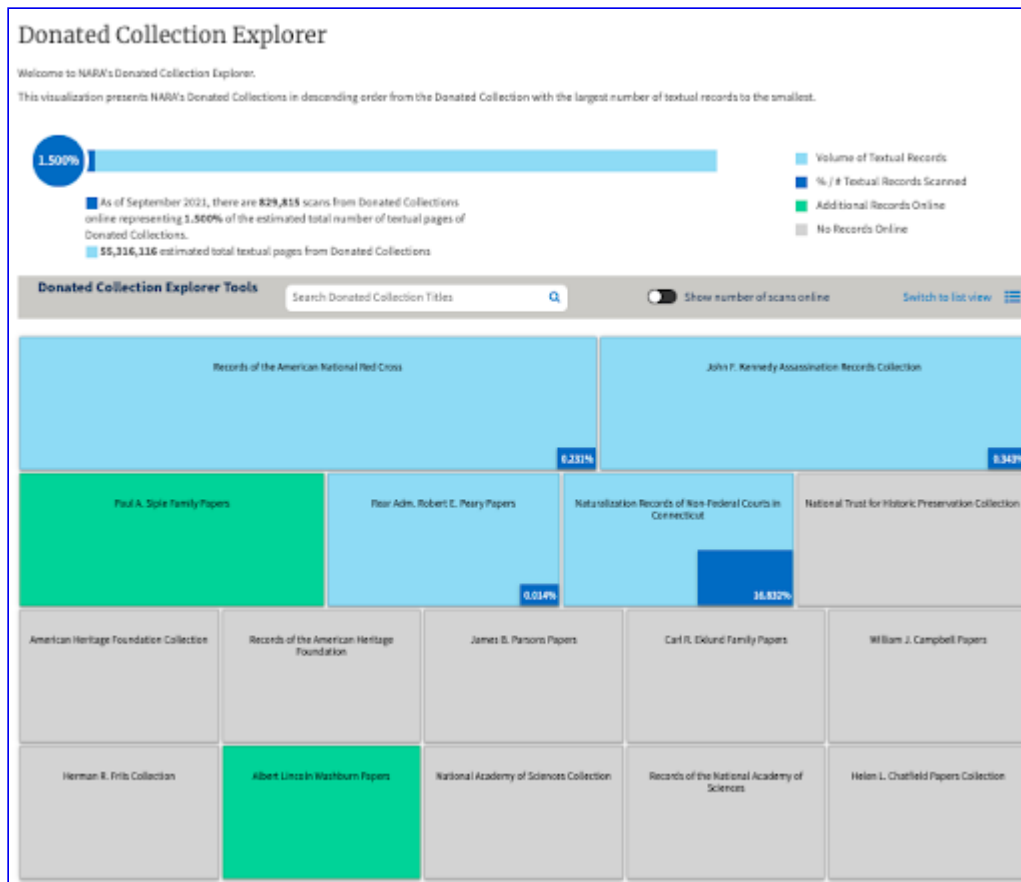 Donated Collection Explorer
Welcome to NARA's Donated Collection Explorer.
This visualization presents NARA's Donated Collections in descending order from the Donated Collection with the largest number of textual records to the smallest.
1.500%
Volume of Textual Records
% / # Textual Records Scanned
Additional Records Online
No Records Online
As of September 2021, there are 829,815 scans from Donated Collections
online representing 1.500% of the estimated total number of textual pages of
Donated Collections.
55,316,116 estimated total textual pages from Donated Collections
Donated Collection Explorer Tools
Search Donated Collection Titles
Show number of scans online
Switch to list view
Records of the American National Red Cross
0.231%
John F. Kennedy Assassination Records Collection
0.343%
Paul A. Siple Family Papers
Rear Adm. Robert E. Peary Papers
0.014%
Naturalization Records of Non-Federal Courts in
Connecticut
16.832%
National Trust for Historic Preservation Collection
American Heritage Foundation Collection
Records of the American Heritage
Foundation
James B. Parsons Papers
Carl R. Eklund Family Papers
William J. Campbell Papers
Herman R. Friis Collection
Albert Lincoln Washburn Papers
National Academy of Sciences Collection
Records of the National Academy of
Sciences
Helen L. Chatfield Papers Collection